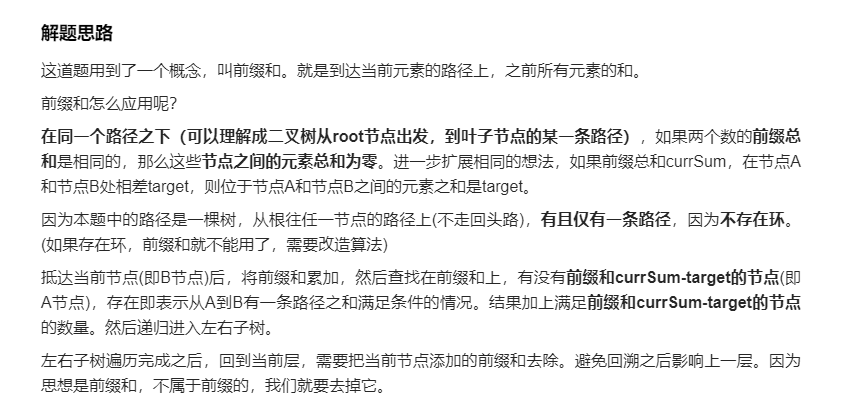 解题思路
这道题用到了一个概念，叫前缀和。就是到达当前元素的路径上，之前所有元素的和。
前缀和怎么应用呢？
在同一个路径之下（可以理解成二叉树从root节点出发，到叶子节点的某一条路径），如果两个数的前缀总
和是相同的，那么这些节点之间的元素总和为零。进一步扩展相同的想法，如果前缀总和currSum，在节点A
和节点B处相差target，则位于节点A和节点B之间的元素之和是target。
因为本题中的路径是一棵树，从根往任一节点的路径上(不走回头路)，有且仅有一条路径，因为不存在环。
(如果存在环，前缀和就不能用了，需要改造算法)
抵达当前节点(即B节点)后，将前缀和累加，然后查找在前缀和上，有没有前缀和currSum-target的节点(即
A节点)，存在即表示从A到B有一条路径之和满足条件的情况。结果加上满足前缀和currSum-target的节点
的数量。然后递归进入左右子树。
左右子树遍历完成之后，回到当前层，需要把当前节点添加的前缀和去除。避免回溯之后影响上一层。因为
思想是前缀和，不属于前缀的，我们就要去掉它。